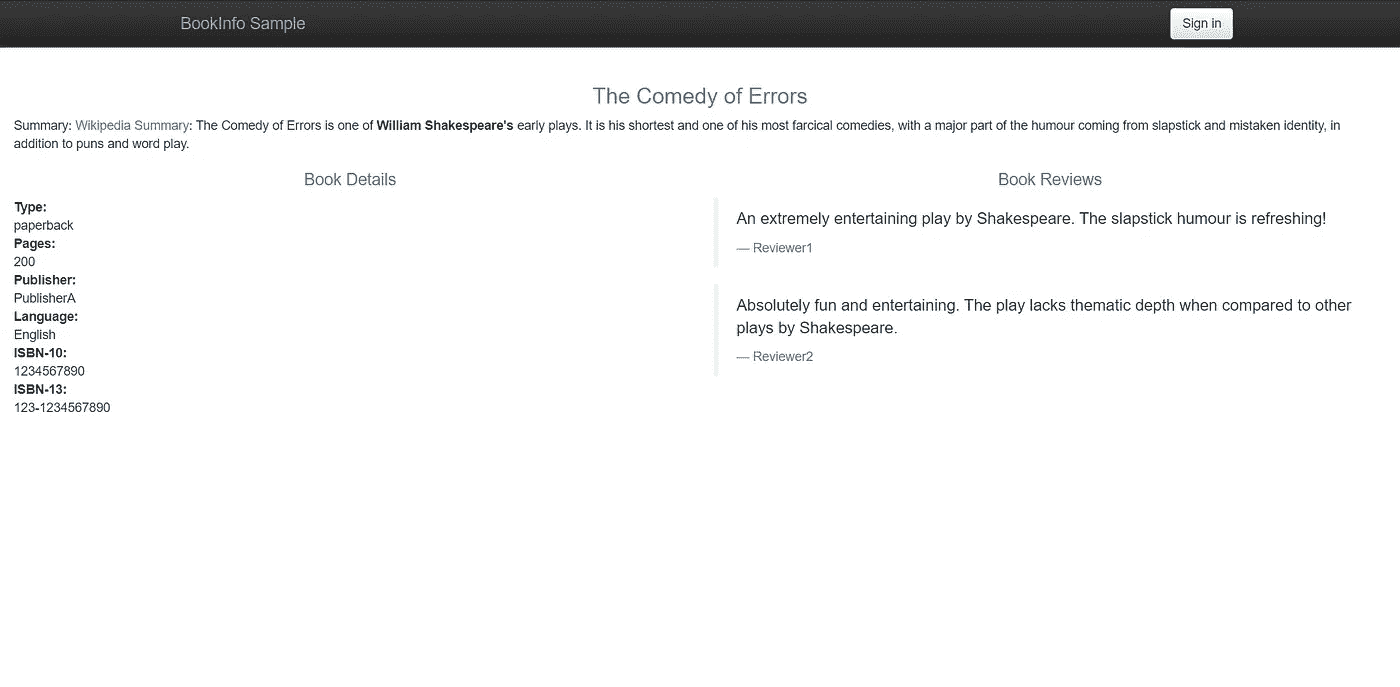 BookInfo Sample
Sign in
The Comedy of Errors
Summary: Wikipedia Summary: The Comedy of Errors is one of William Shakespeare's early plays. It is his shortest and one of his most farcical comedies, with a major part of the humour coming from slapstick and mistaken identity, in
addition to puns and word play.
Book Details
Type:
paperback
Pages:
200
Publisher:
PublisherA
Language:
English
ISBN-10:
1234567890
ISBN-13:
123-1234567890
Book Reviews
An extremely entertaining play by Shakespeare. The slapstick humour is refreshing!
— Reviewer1
Absolutely fun and entertaining. The play lacks thematic depth when compared to other
plays by Shakespeare.
— Reviewer2